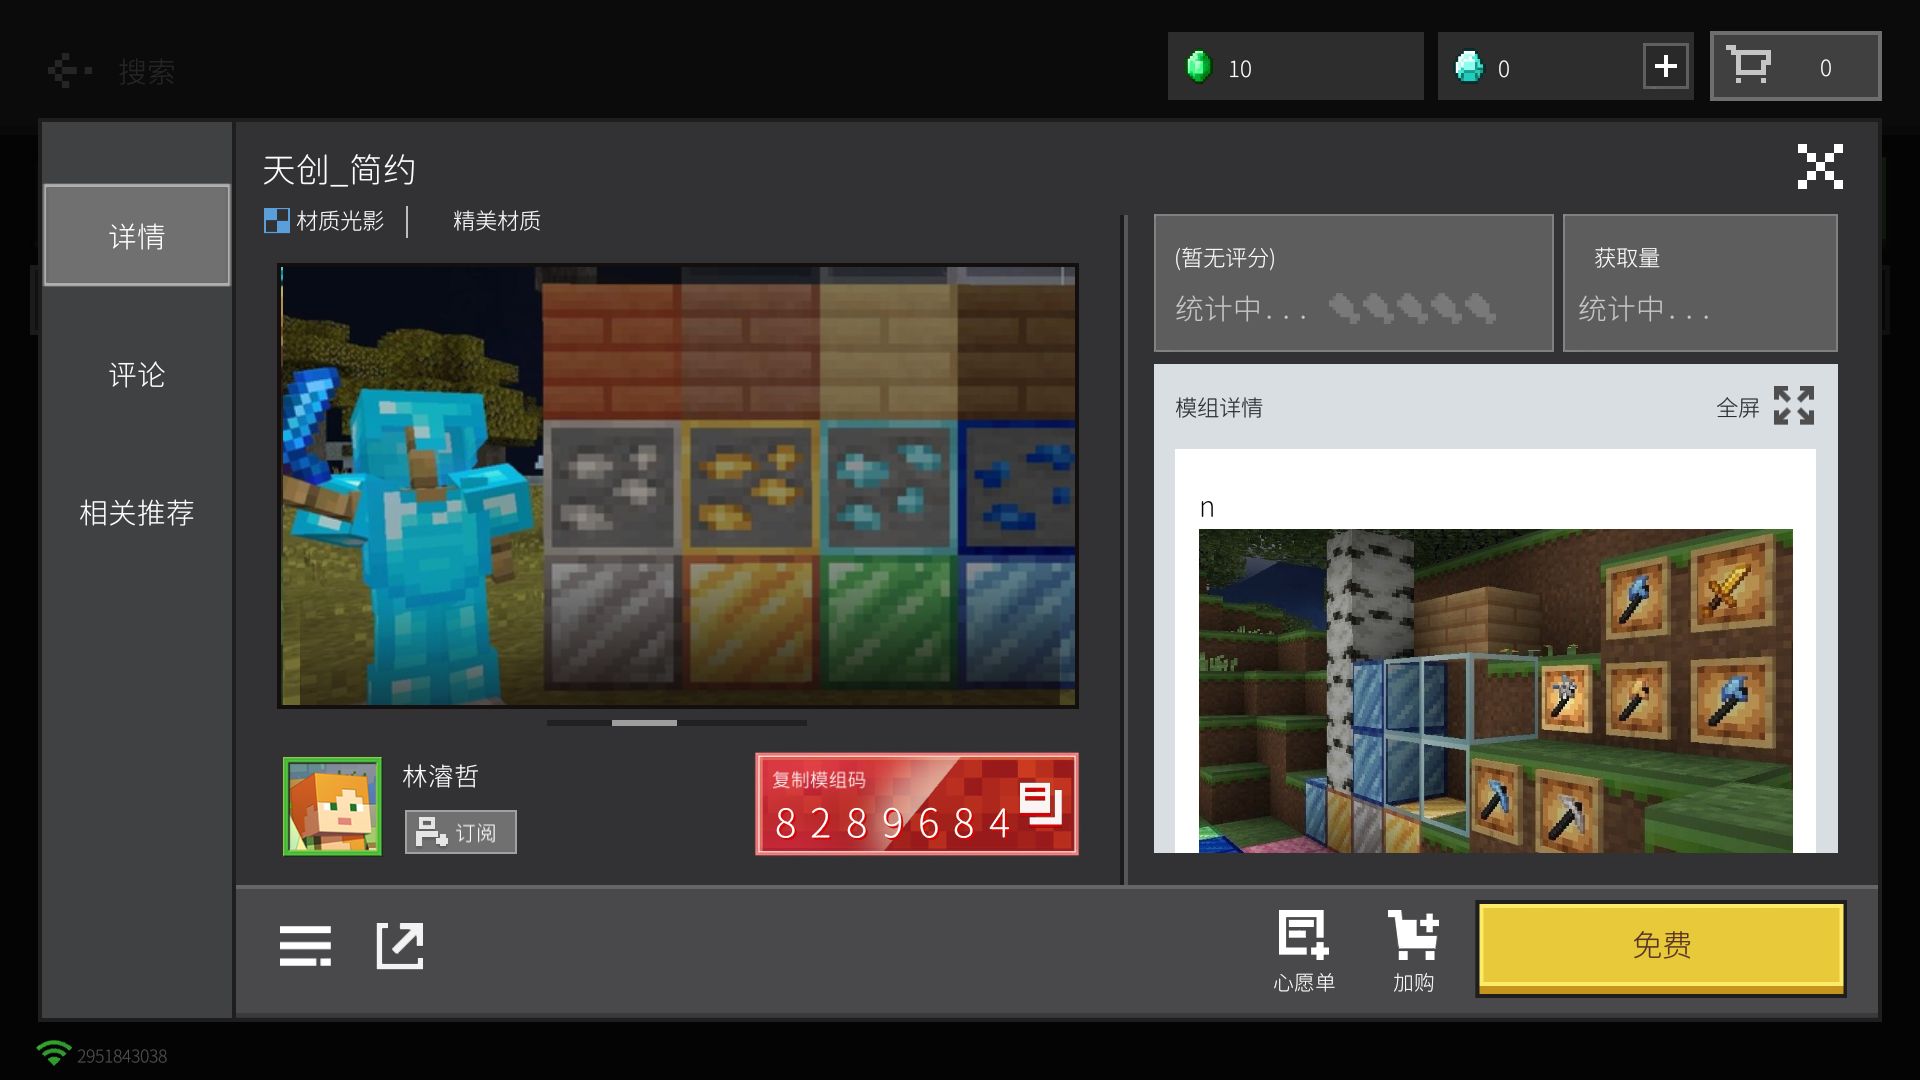 搜索
10
0
0
天创_简约
材质光影
精美材质
详情
评论
相关推荐
(暂无评分)
统计中...
获取量
统计中...
模组详情
全屏
n
林濬哲
订阅
复制模组码
8289684
心愿单
加购
免费
2951843038